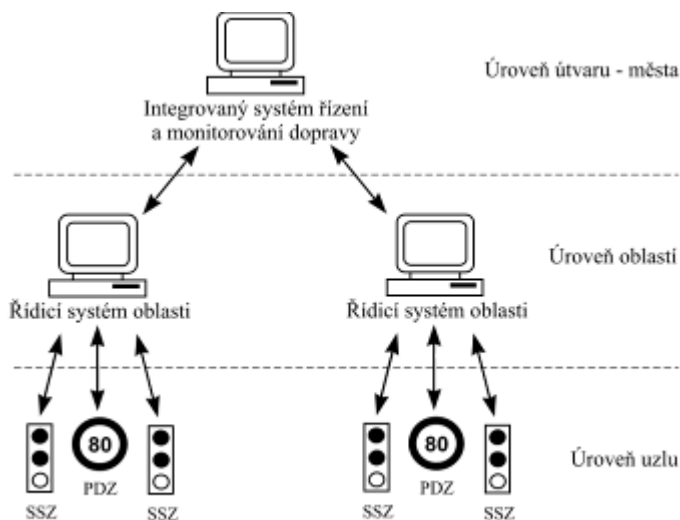 Úroveň útvaru - města
Integrovaný systém řízení
a monitorování dopravy
Úroveň oblastí
Řídicí systém oblasti
Řídicí systém oblasti
80
80
Úroveň uzlu
PDZ
PDZ
SSZ
SSZ
SSZ
SSZ